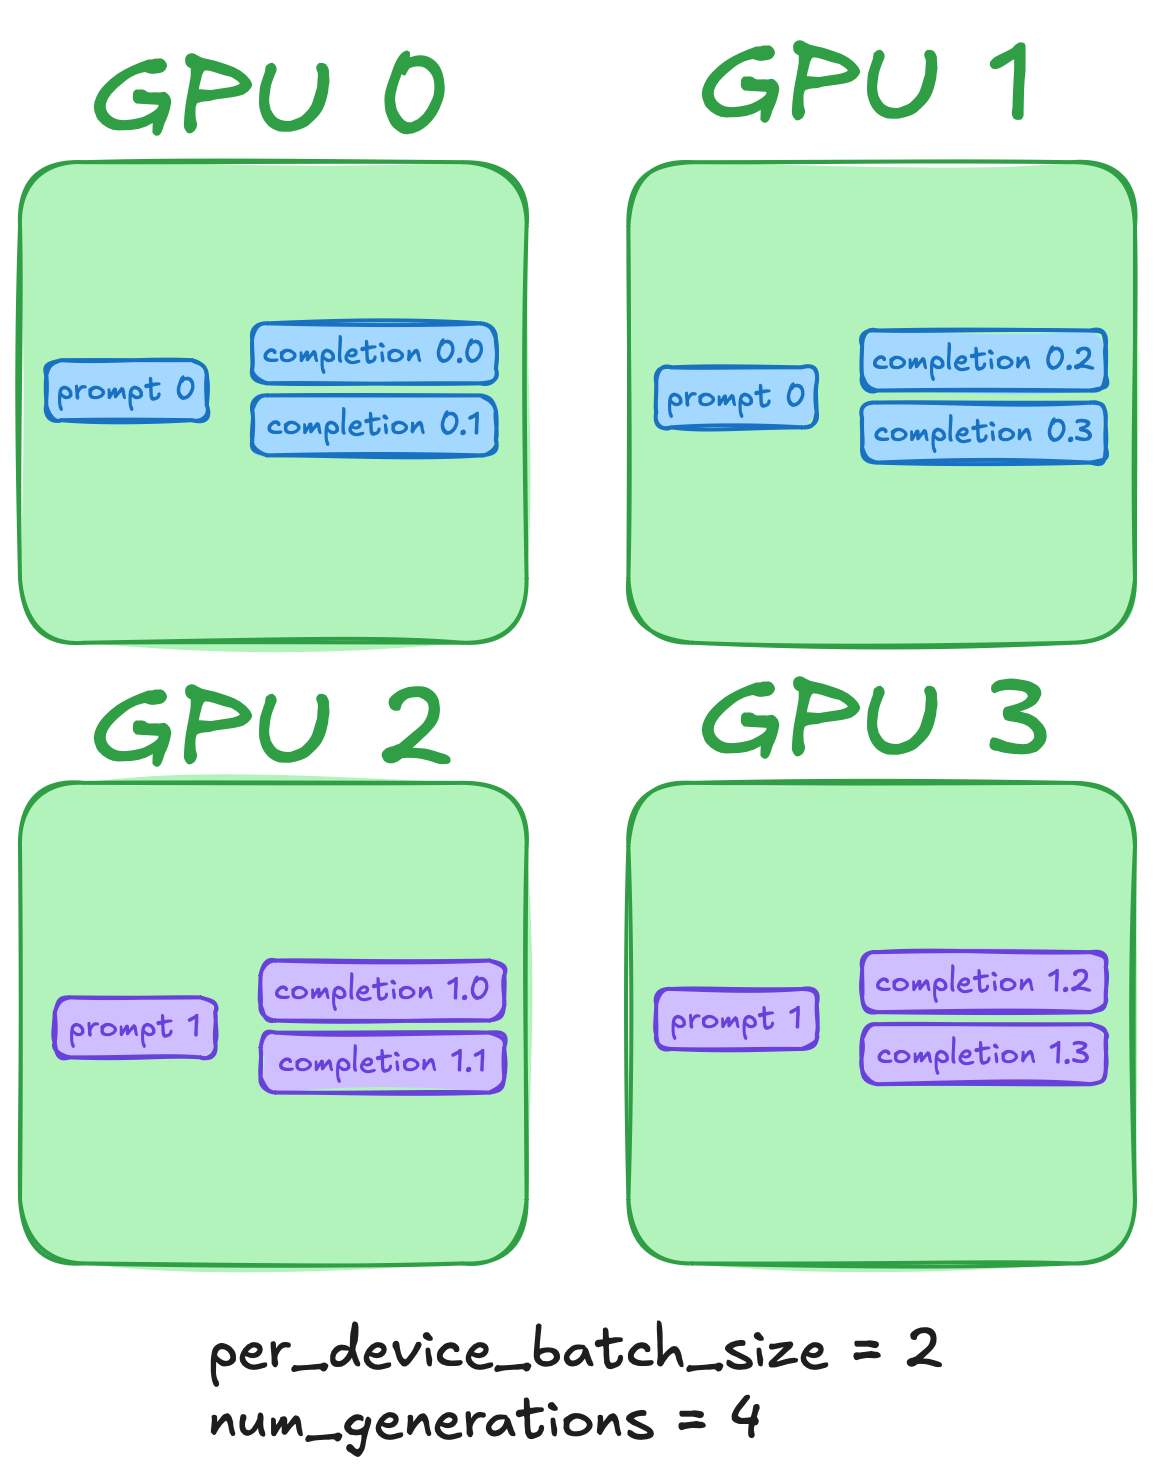 GPU 0
GPU 1
prompt 0
completion 0.0
completion 0.1
prompt 0
completion 0.2
completion 0.3
GPU 2
GPU 3
prompt 1
completion 1.0
completion 1.1
prompt 1
completion 1.2
completion 1.3
per_device_batch_size = 2
num_generations = 4